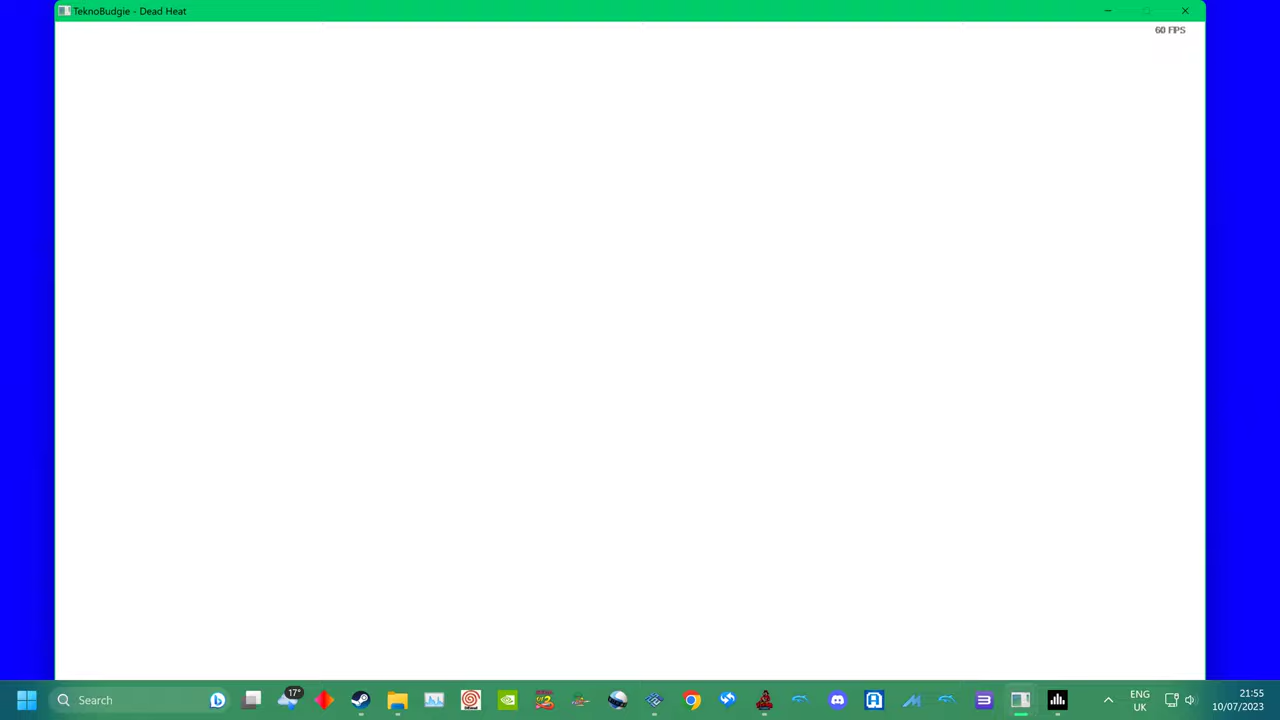 TeknoBudgie - Dead Heat
60 FPS
Search
17°
ENG
UK
21:55
10/07/2023